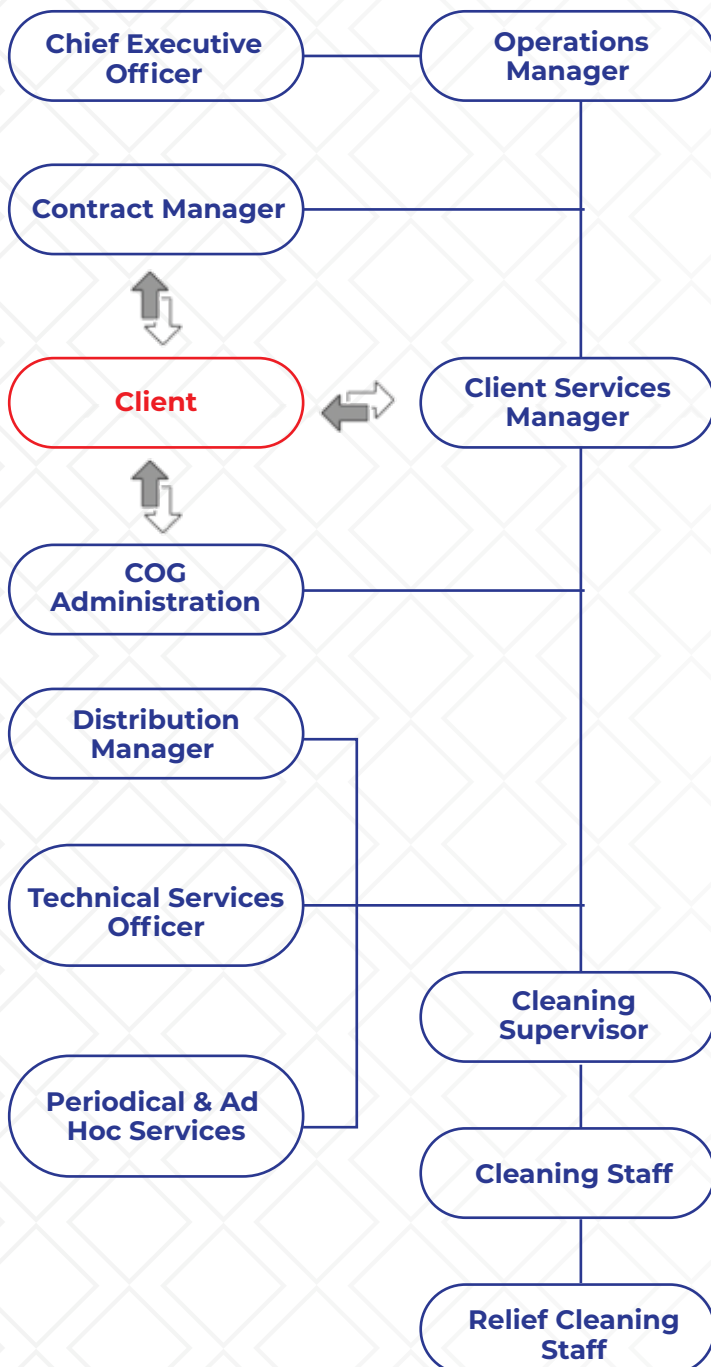 Chief Executive
Officer
Operations
Manager
Contract Manager
Client
Client Services
Manager
COG
Administration
Distribution
Manager
Technical Services
Officer
Cleaning
Supervisor
Periodical & Ad
Hoc Services
Cleaning Staff
Relief Cleaning
Staff